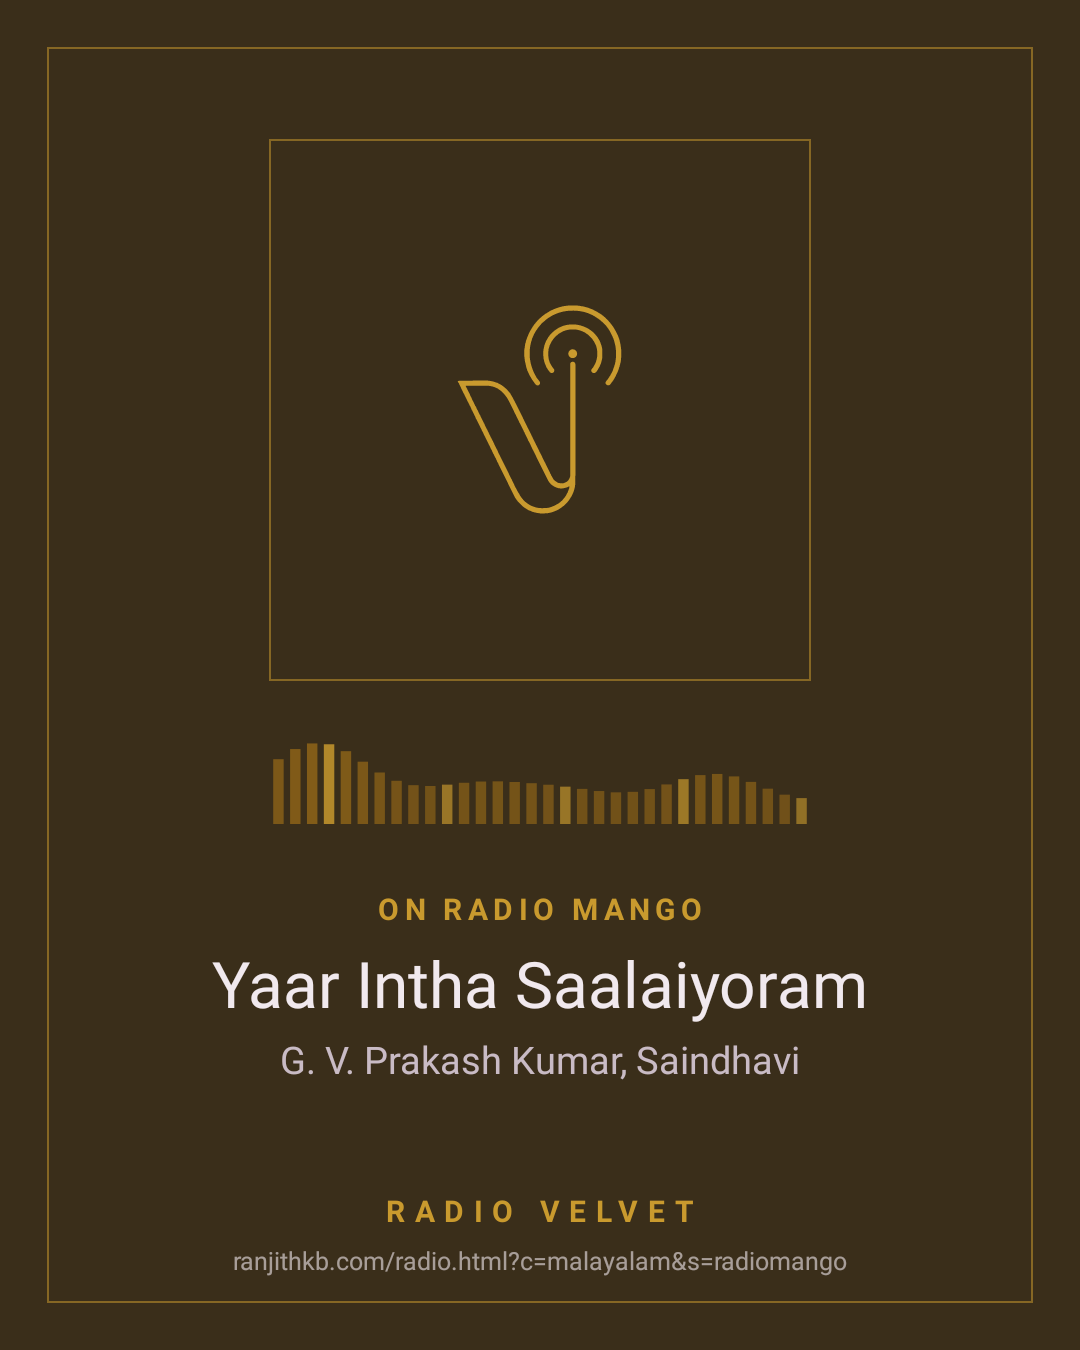 ON RADIO MANGO
Yaar Intha Saalaiyoram
G. V. Prakash Kumar, Saindhavi
RADIO VELVET
ranjithkb.com/radio.html?c=malayalam&s=radiomango